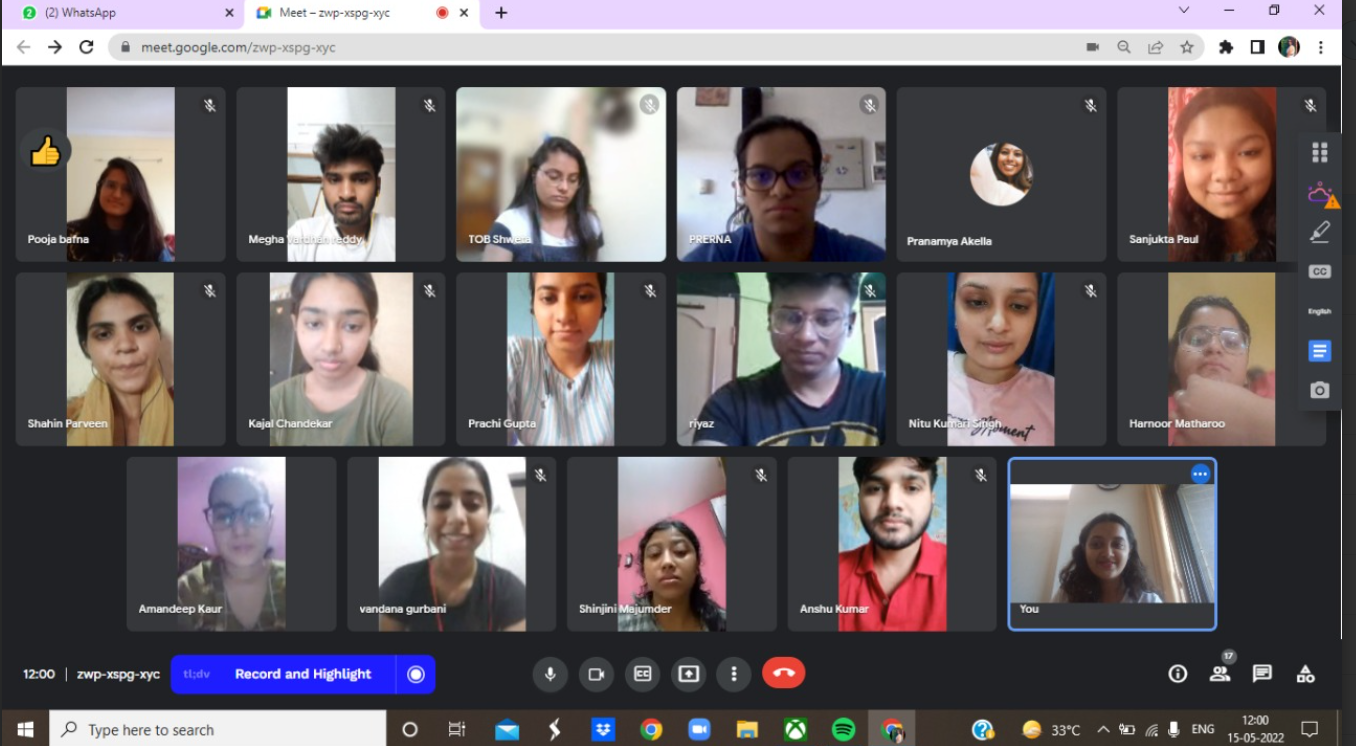 (2) WhatsApp
Meet – zwp-xspg-xyc
meet.google.com/zwp-xspg-xyc
Pooja bafna
Megha Vardhan reddy
TOB Shweta
PRERNA
Pranamya Akella
Sanjukta Paul
CC
English
Shahin Parveen
Kajal Chandekar
Prachi Gupta
riyaz
Nitu Kumari Singh
Moment
Harnoor Matharoo
Amandeep Kaur
vandana gurbani
Shinjini Majumder
Anshu Kumar
You
12:00 | zwp-xspg-xyc
tl;dv Record and Highlight
17
Type here to search
33°C
ENG
12:00
15-05-2022